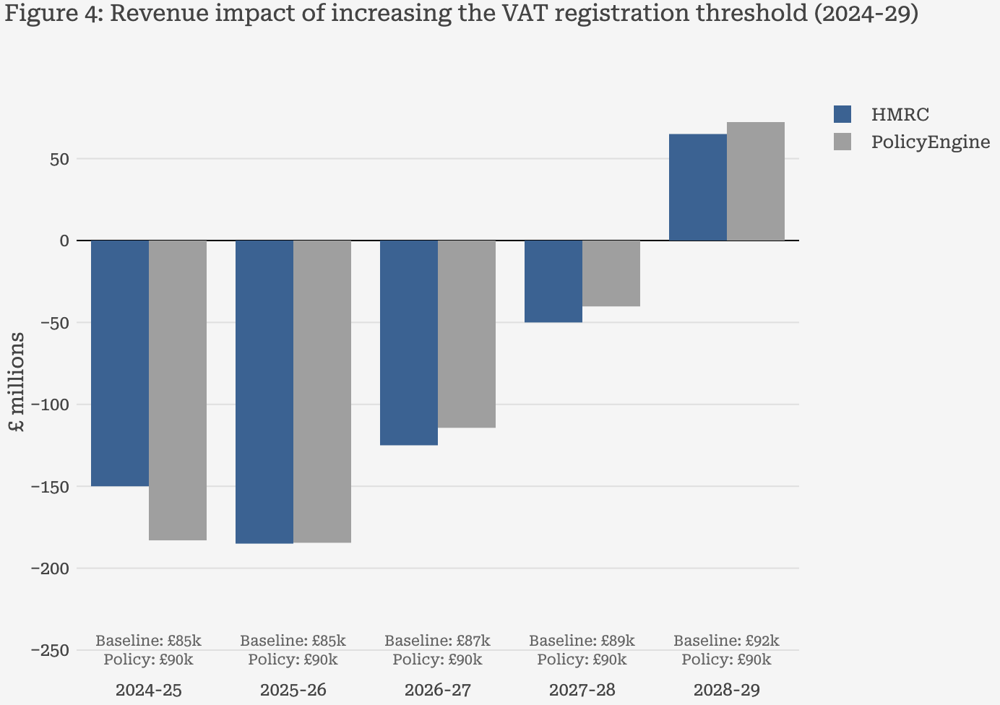 Figure 4: Revenue impact of increasing the VAT registration threshold (2024-29)
HMRC
PolicyEngine
£ millions
50
0
−50
−100
−150
−200
−250
Baseline: £85k
Policy: £90k
2024-25
Baseline: £85k
Policy: £90k
2025-26
Baseline: £87k
Policy: £90k
2026-27
Baseline: £89k
Policy: £90k
2027-28
Baseline: £92k
Policy: £90k
2028-29